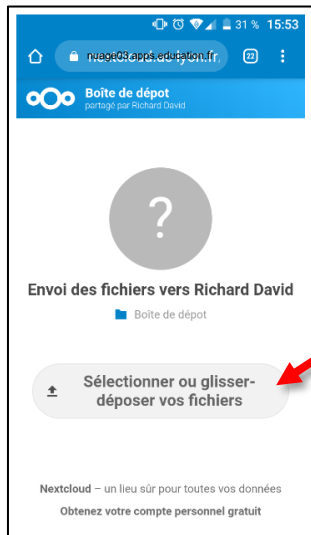 31 % 15:53
nuage03.apps.education.fr
22
Boîte de dépot
partagé par Richard David
?
Envoi des fichiers vers Richard David
Boîte de dépot
Sélectionner ou glisser-
déposer vos fichiers
Nextcloud – un lieu sûr pour toutes vos données
Obtenez votre compte personnel gratuit